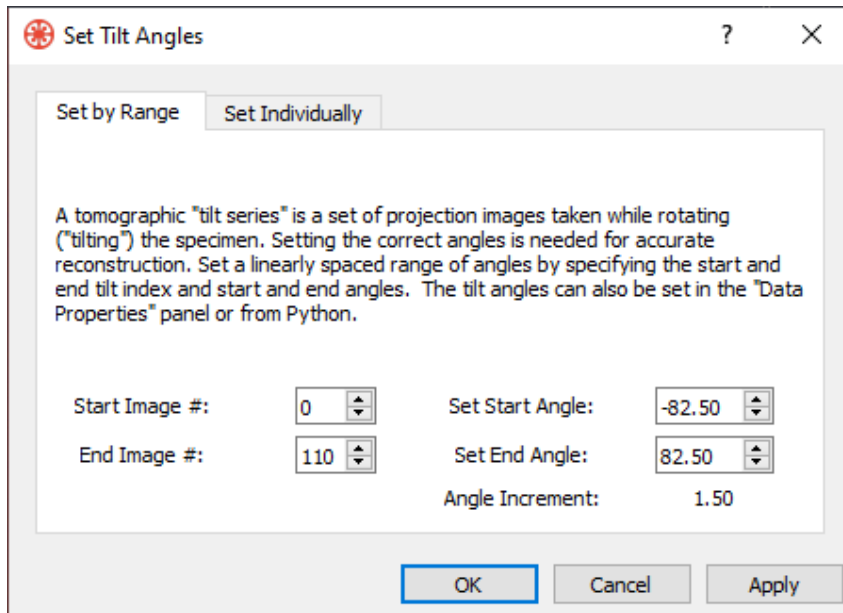 Set Tilt Angles
?
Set by Range Set Individually
A tomographic "tilt series" is a set of projection images taken while rotating
("tilting") the specimen. Setting the correct angles is needed for accurate
reconstruction. Set a linearly spaced range of angles by specifying the start and
end tilt index and start and end angles.  The tilt angles can also be set in the "Data
Properties" panel or from Python.
Start Image #: 0 Set Start Angle: -82.50
End Image #: 110 Set End Angle: 82.50
Angle Increment: 1.50
OK Cancel Apply